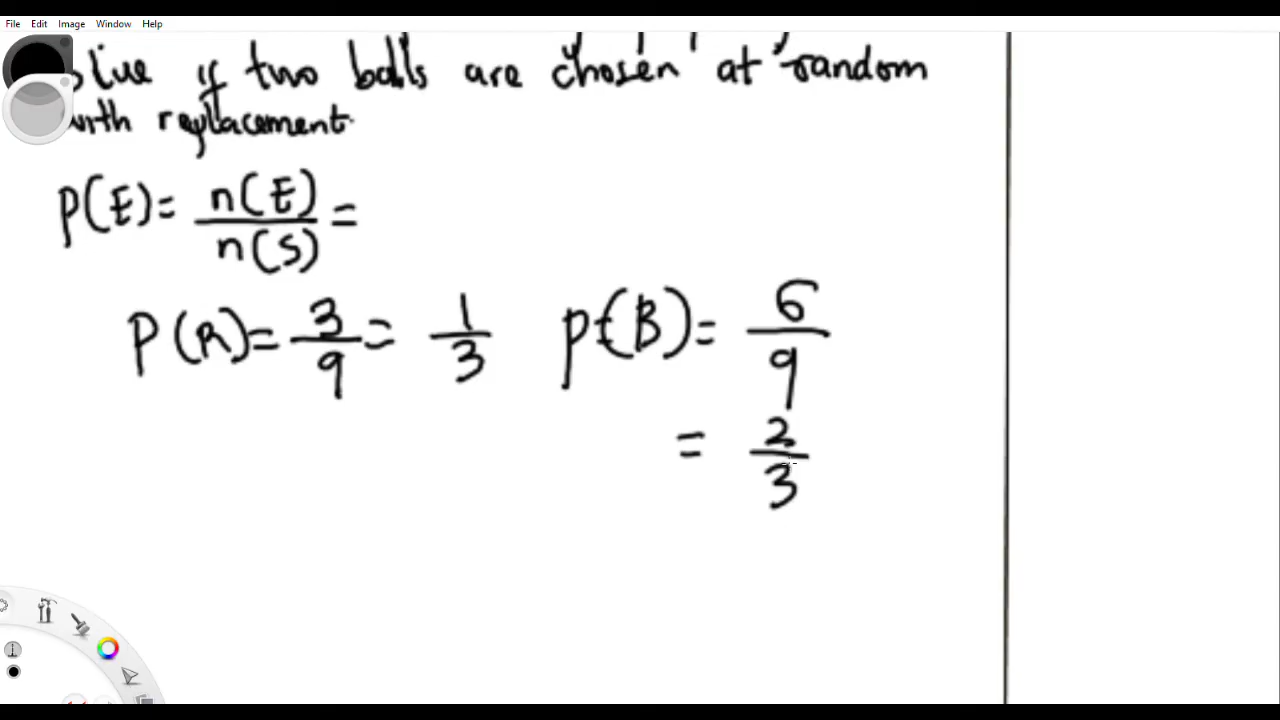 File Edit Image Window Help
if two balls are chosen at random
with replacement
P(E) = n(E)/n(S) =
P(R) = 3/9 = 1/3 P(B) = 6/9
= 2/3